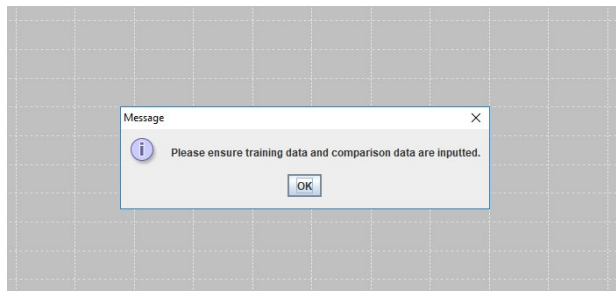 Message
Please ensure training data and comparison data are inputted.
OK